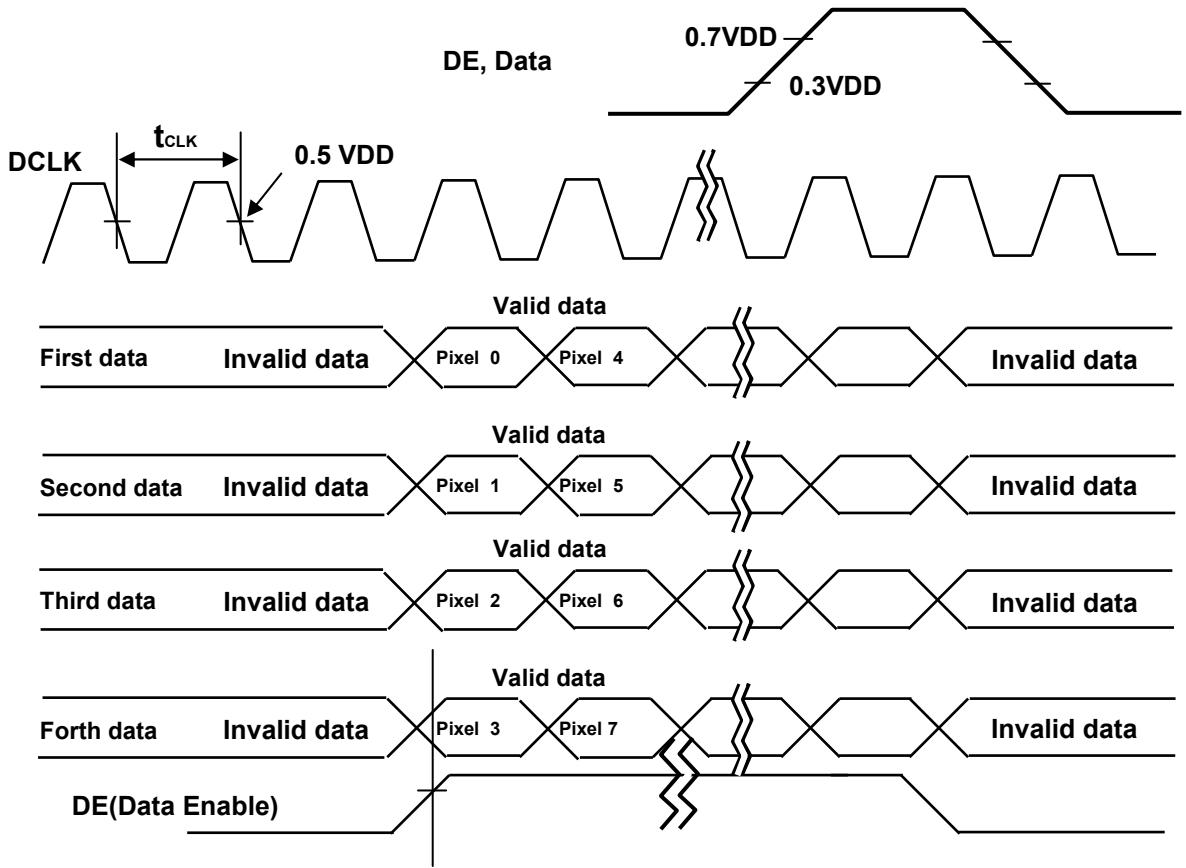 0.7VDD
DE, Data
0.3VDD
tCLK
DCLK
0.5 VDD
Valid data
First data Invalid data Pixel 0 Pixel 4 Invalid data
Valid data
Second data Invalid data Pixel 1 Pixel 5 Invalid data
Valid data
Third data Invalid data Pixel 2 Pixel 6 Invalid data
Valid data
Forth data Invalid data Pixel 3 Pixel 7 Invalid data
DE(Data Enable)